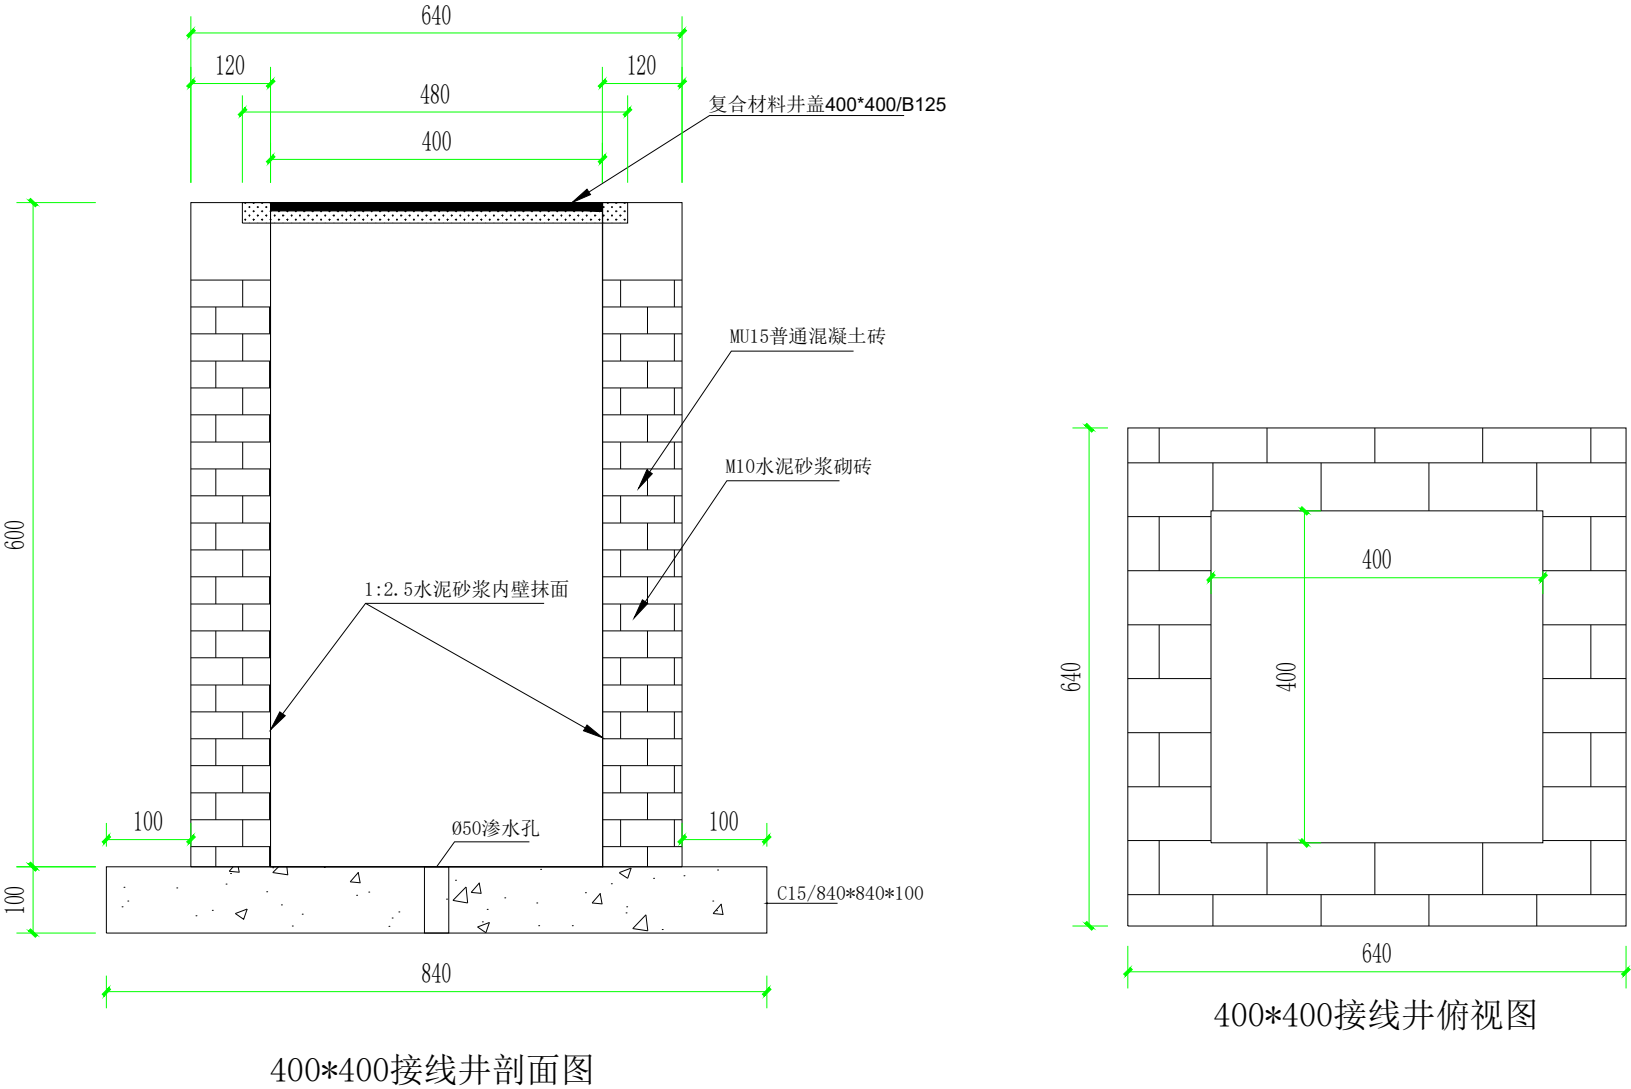 640
120
120
480
复合材料井盖400*400/B125
400
MU15普通混凝土砖
M10水泥砂浆砌砖
600
1:2.5水泥砂浆内壁抹面
100
Ø50渗水孔
100
100
C15/840*840*100
840
400*400接线井剖面图
400
400
640
640
400*400接线井俯视图